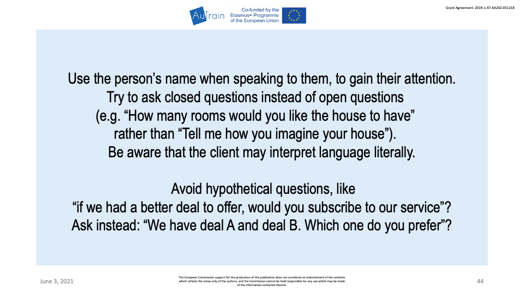 Grant Agreement: 2019-1-AT-KA202-051218
AuTrain
Co-funded by the
Erasmus+ Programme
of the European Union
Use the person's name when speaking to them, to gain their attention.
Try to ask closed questions instead of open questions
(e.g. "How many rooms would you like the house to have"
rather than "Tell me how you imagine your house").
Be aware that the client may interpret language literally.
Avoid hypothetical questions, like
"if we had a better deal to offer, would you subscribe to our service"?
Ask instead: "We have deal A and deal B. Which one do you prefer"?
June 3, 2021
The European Commission support for the production of this publication does not constitute an endorsement of the contents
which reflects the views only of the authors, and the Commission cannot be held responsible for any use which may be made
of the information contained therein.
44